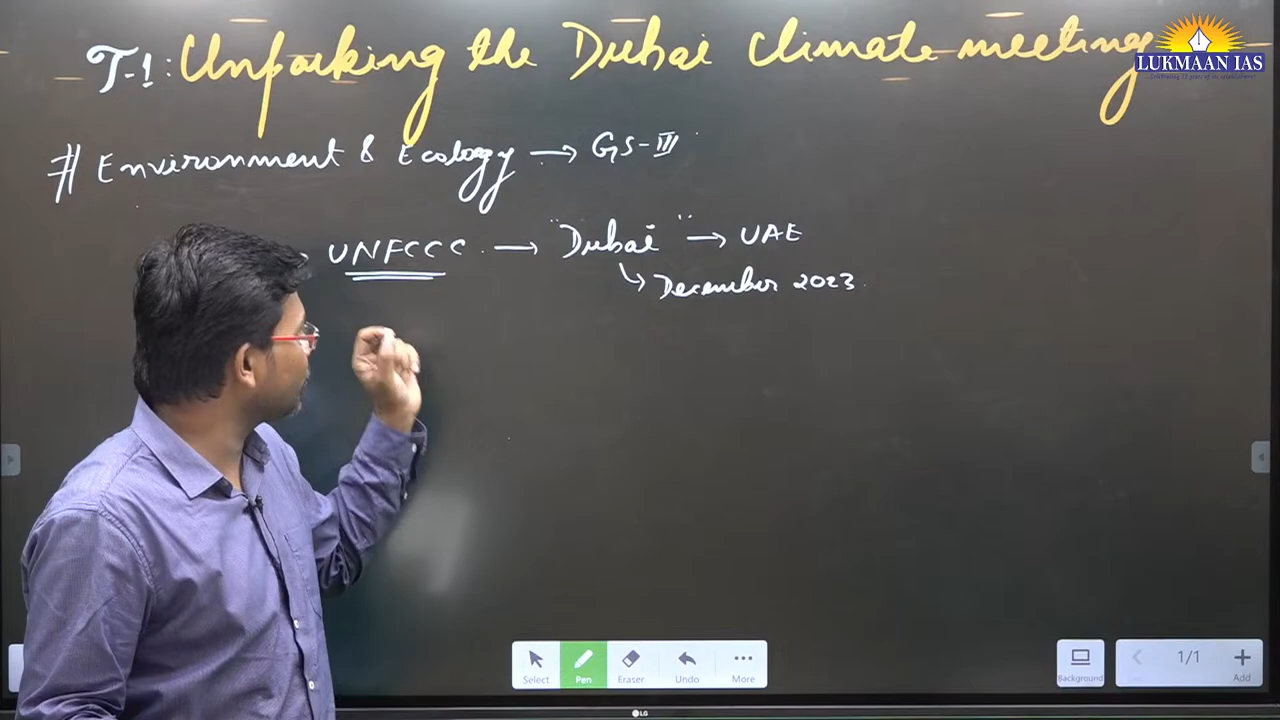 T-1: Unpacking the Dubai Climate meeting
LUKMAAN IAS
# Environment & Ecology → GS-III
UNFCCC → "Dubai" → UAE
↳ December 2023
Select
Pen
Eraser
Undo
More
Background
1/1
Add
LG